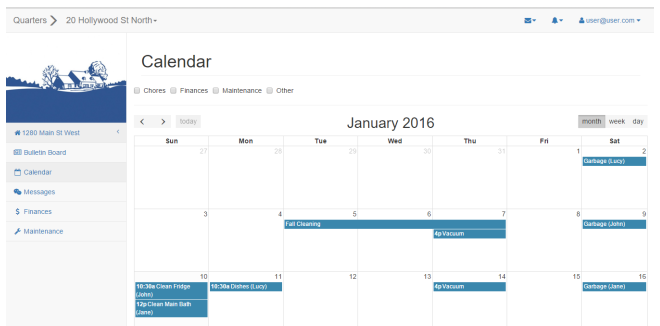 Quarters 20 Hollywood St North
user@user.com
Calendar
Chores Finances Maintenance Other
today January 2016 month week day
1280 Main St West
Bulletin Board
Calendar
Messages
Finances
Maintenance
Sun Mon Tue Wed Thu Fri Sat
27 28 29 30 31 1 2
Garbage (Lucy)
3 4 5 6 7 8 9
Fall Cleaning Garbage (John)
4p Vacuum
10 11 12 13 14 15 16
10:30a Clean Fridge 10:30a Dishes (Lucy) 4p Vacuum Garbage (Jane)
(John)
12p Clean Main Bath
(Jane)